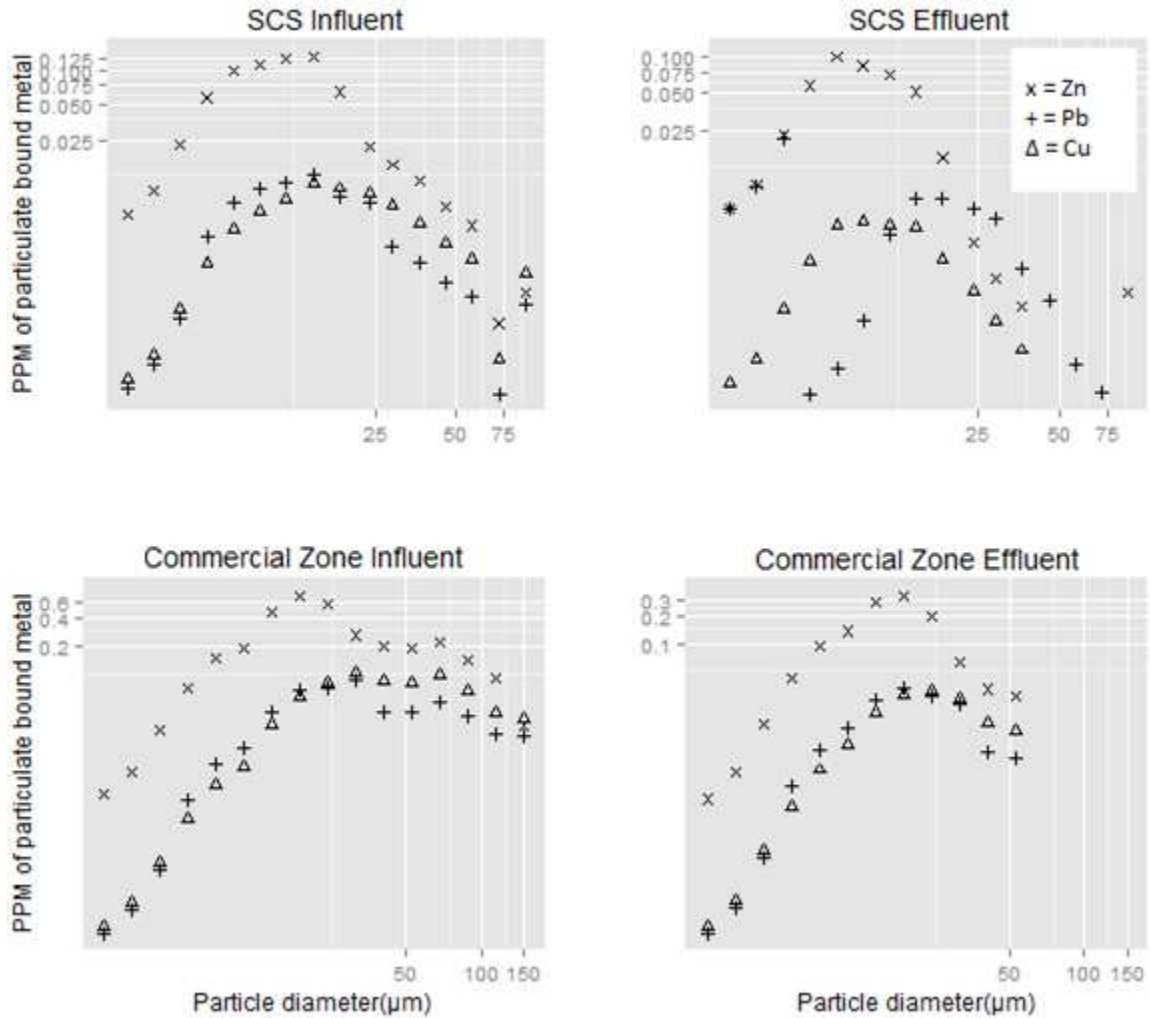 SCS Influent
SCS Effluent
PPM of particulate bound metal
0.125
0.100
0.075
0.050
0.025
25 50 75
0.100
0.075
0.050
0.025
x = Zn
+ = Pb
Δ = Cu
25 50 75
Commercial Zone Influent
Commercial Zone Effluent
PPM of particulate bound metal
0.6
0.4
0.2
50 100 150
Particle diameter(µm)
0.3
0.2
0.1
50 100 150
Particle diameter(µm)